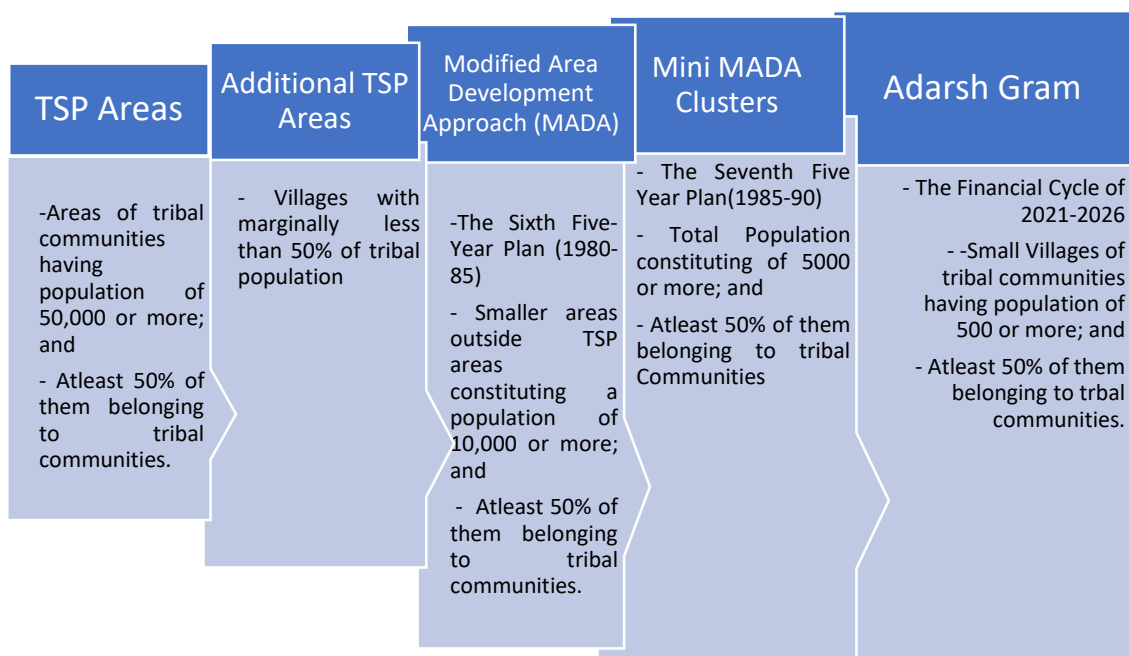 TSP Areas
-Areas of tribal
communities
having
population of
50,000 or more;
and
- Atleast 50% of
them belonging
to tribal
communities.
Additional TSP
Areas
- Villages with
marginally less
than 50% of tribal
population
Modified Area
Development
Approach (MADA)
-The Sixth Five-
Year Plan (1980-
85)
- Smaller areas
outside TSP
areas
constituting a
population of
10,000 or more;
and
- Atleast 50% of
them belonging
to tribal
communities.
Mini MADA
Clusters
- The Seventh Five
Year Plan(1985-90)
- Total Population
constituting of 5000
or more; and
- Atleast 50% of them
belonging to tribal
Communities
Adarsh Gram
- The Financial Cycle of
2021-2026
- -Small Villages of
tribal communities
having population of
500 or more; and
- Atleast 50% of them
belonging to trbal
communities.